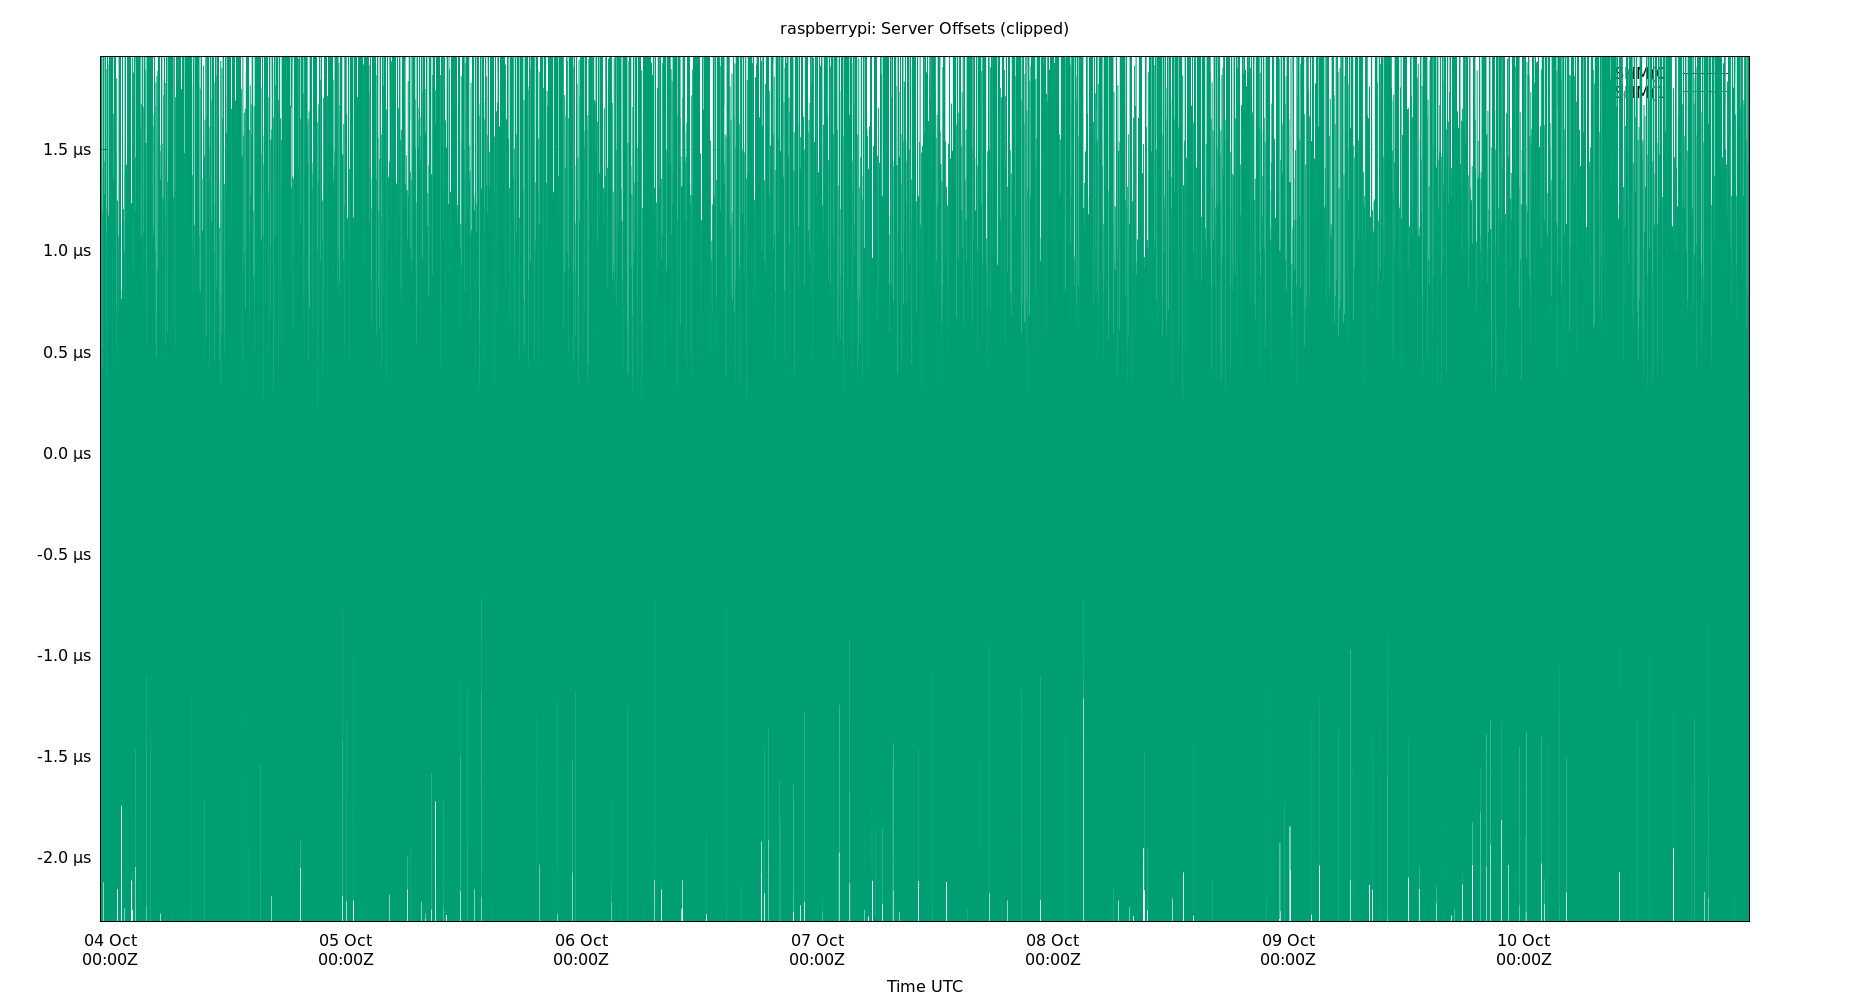 raspberrypi: Server Offsets (clipped)
1.5 µs
1.0 µs
0.5 µs
0.0 µs
-0.5 µs
-1.0 µs
-1.5 µs
-2.0 µs
04 Oct 05 Oct 06 Oct 07 Oct 08 Oct 09 Oct 10 Oct
00:00Z 00:00Z 00:00Z 00:00Z 00:00Z 00:00Z 00:00Z
Time UTC